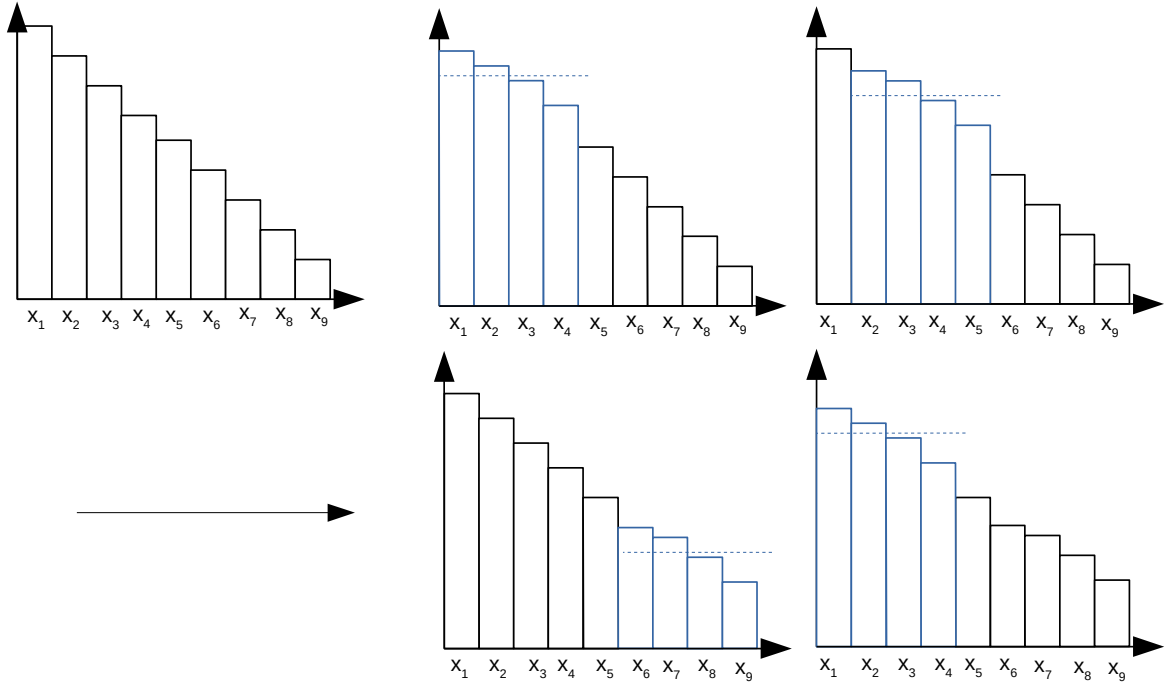 x₁ x₂ x₃ x₄ x₅ x₆ x₇ x₈ x₉
x₁ x₂ x₃ x₄ x₅ x₆ x₇ x₈ x₉
x₁ x₂ x₃ x₄ x₅ x₆ x₇ x₈ x₉
x₁ x₂ x₃ x₄ x₅ x₆ x₇ x₈ x₉
x₁ x₂ x₃ x₄ x₅ x₆ x₇ x₈ x₉